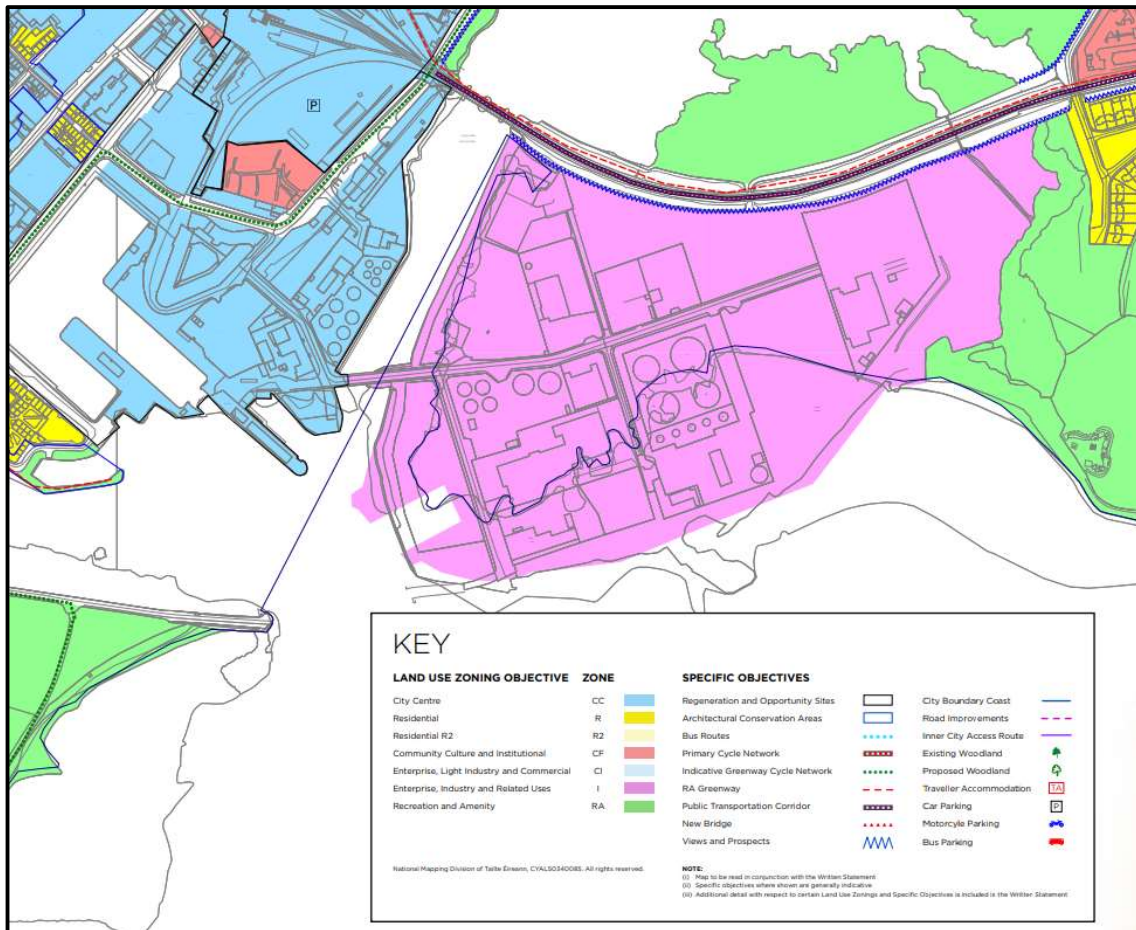 P
KEY
LAND USE ZONING OBJECTIVE ZONE
City Centre CC
Residential R
Residential R2 R2
Community Culture and Institutional CF
Enterprise, Light Industry and Commercial CI
Enterprise, Industry and Related Uses I
Recreation and Amenity RA
SPECIFIC OBJECTIVES
Regeneration and Opportunity Sites
Architectural Conservation Areas
Bus Routes
Primary Cycle Network
Indicative Greenway Cycle Network
RA Greenway
Public Transportation Corridor
New Bridge
Views and Prospects
City Boundary Coast
Road Improvements
Inner City Access Route
Existing Woodland
Proposed Woodland
Traveller Accommodation TA
Car Parking P
Motorcyle Parking
Bus Parking
National Mapping Division of Tailte Éireann, CYAL50340085. All rights reserved.
NOTE:
(i) Map to be read in conjunction with the Written Statement
(ii) Specific objectives where shown are generally indicative
(iii) Additional detail with respect to certain Land Use Zonings and Specific Objectives is included is the Written Statement